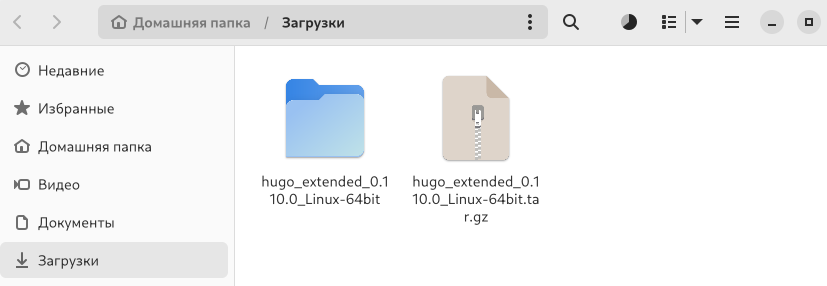 Домашняя папка / Загрузки
Недавние
Избранные
Домашняя папка
Видео
Документы
Загрузки
hugo_extended_0.1
10.0_Linux-64bit
hugo_extended_0.1
10.0_Linux-64bit.ta
r.gz